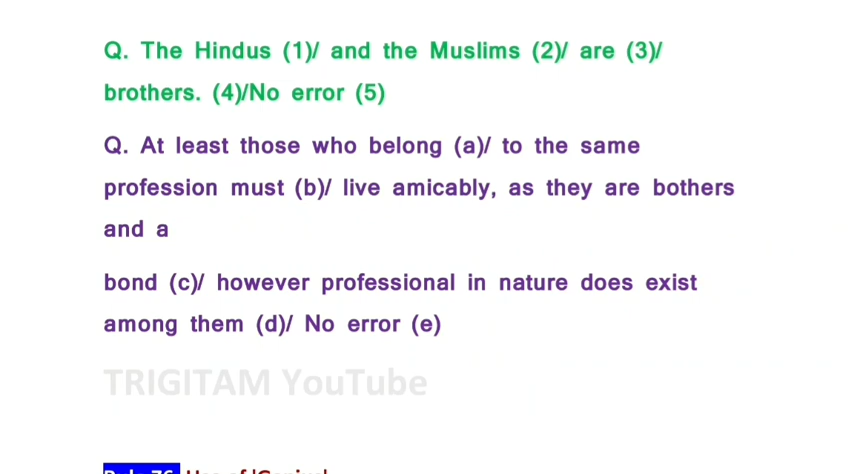 Q. The Hindus (1)/ and the Muslims (2)/ are (3)/
brothers. (4)/No error (5)
Q. At least those who belong (a)/ to the same
profession must (b)/ live amicably, as they are bothers
and a
bond (c)/ however professional in nature does exist
among them (d)/ No error (e)
TRIGITAM YouTube